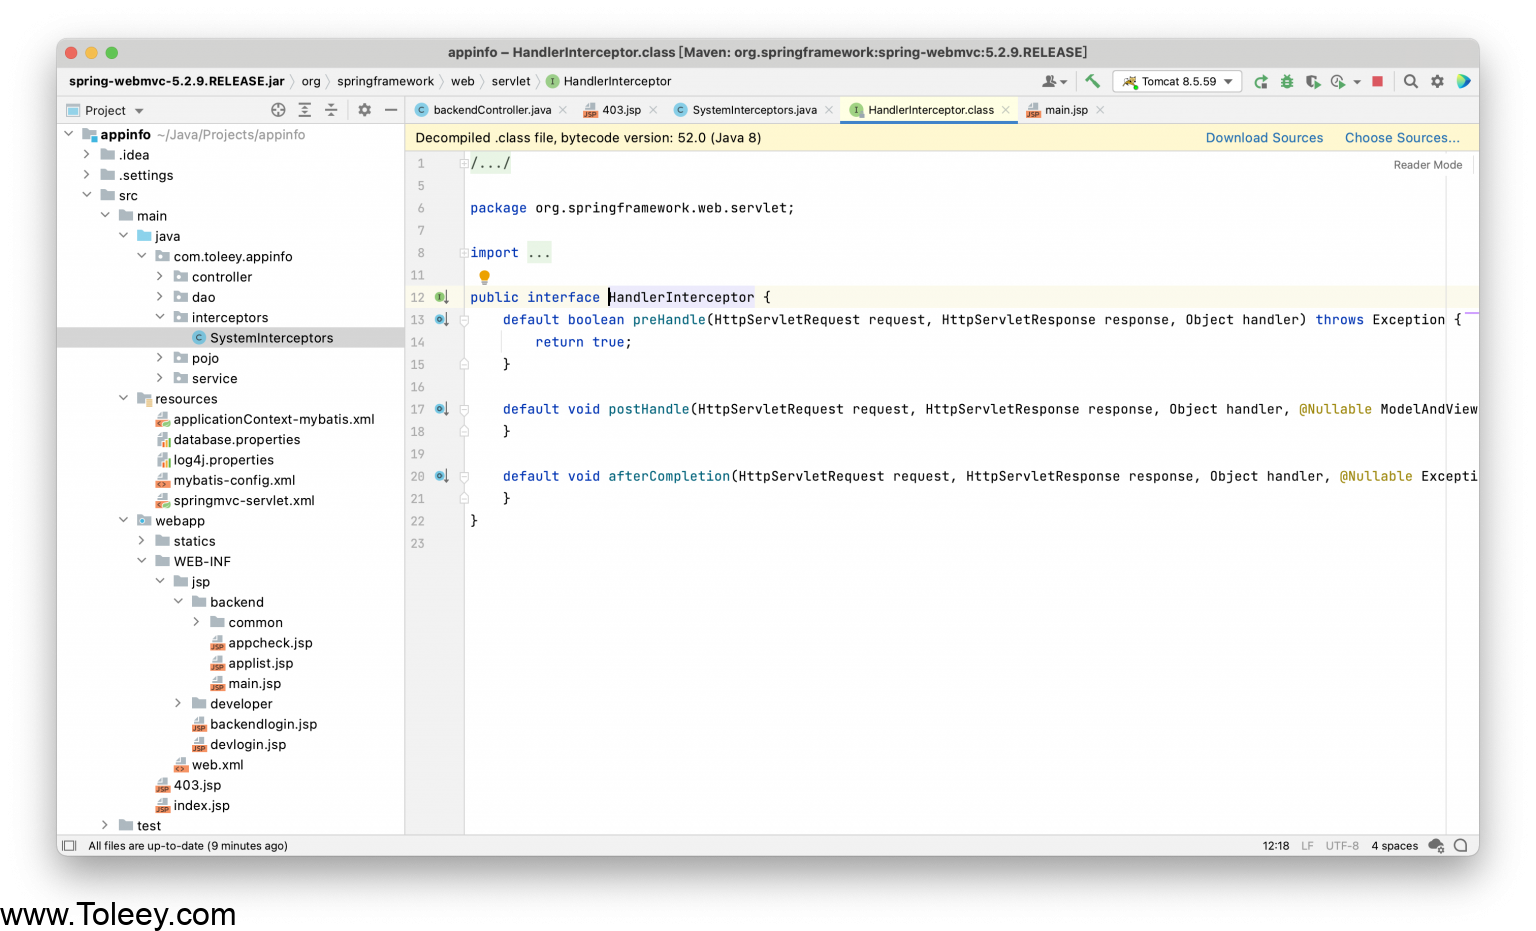 appinfo – HandlerInterceptor.class [Maven: org.springframework:spring-webmvc:5.2.9.RELEASE]
spring-webmvc-5.2.9.RELEASE.jar org springframework web servlet I HandlerInterceptor Tomcat 8.5.59
Project
C backendController.java JSP 403.jsp C SystemInterceptors.java I HandlerInterceptor.class JSP main.jsp
Decompiled .class file, bytecode version: 52.0 (Java 8) Download Sources Choose Sources...
Reader Mode
appinfo ~/Java/Projects/appinfo
.idea
.settings
src
main
java
com.toleey.appinfo
controller
dao
interceptors
C SystemInterceptors
pojo
service
resources
applicationContext-mybatis.xml
database.properties
log4j.properties
mybatis-config.xml
springmvc-servlet.xml
webapp
statics
WEB-INF
jsp
backend
common
JSP appcheck.jsp
JSP applist.jsp
JSP main.jsp
developer
JSP backendlogin.jsp
JSP devlogin.jsp
web.xml
JSP 403.jsp
JSP index.jsp
test
1 /.../
5
6 package org.springframework.web.servlet;
7
8 import ...
11
12 public interface HandlerInterceptor {
13 default boolean preHandle(HttpServletRequest request, HttpServletResponse response, Object handler) throws Exception {
14 return true;
15 }
16
17 default void postHandle(HttpServletRequest request, HttpServletResponse response, Object handler, @Nullable ModelAndView
18 }
19
20 default void afterCompletion(HttpServletRequest request, HttpServletResponse response, Object handler, @Nullable Excepti
21 }
22 }
23
All files are up-to-date (9 minutes ago) 12:18 LF UTF-8 4 spaces
www.Toleey.com